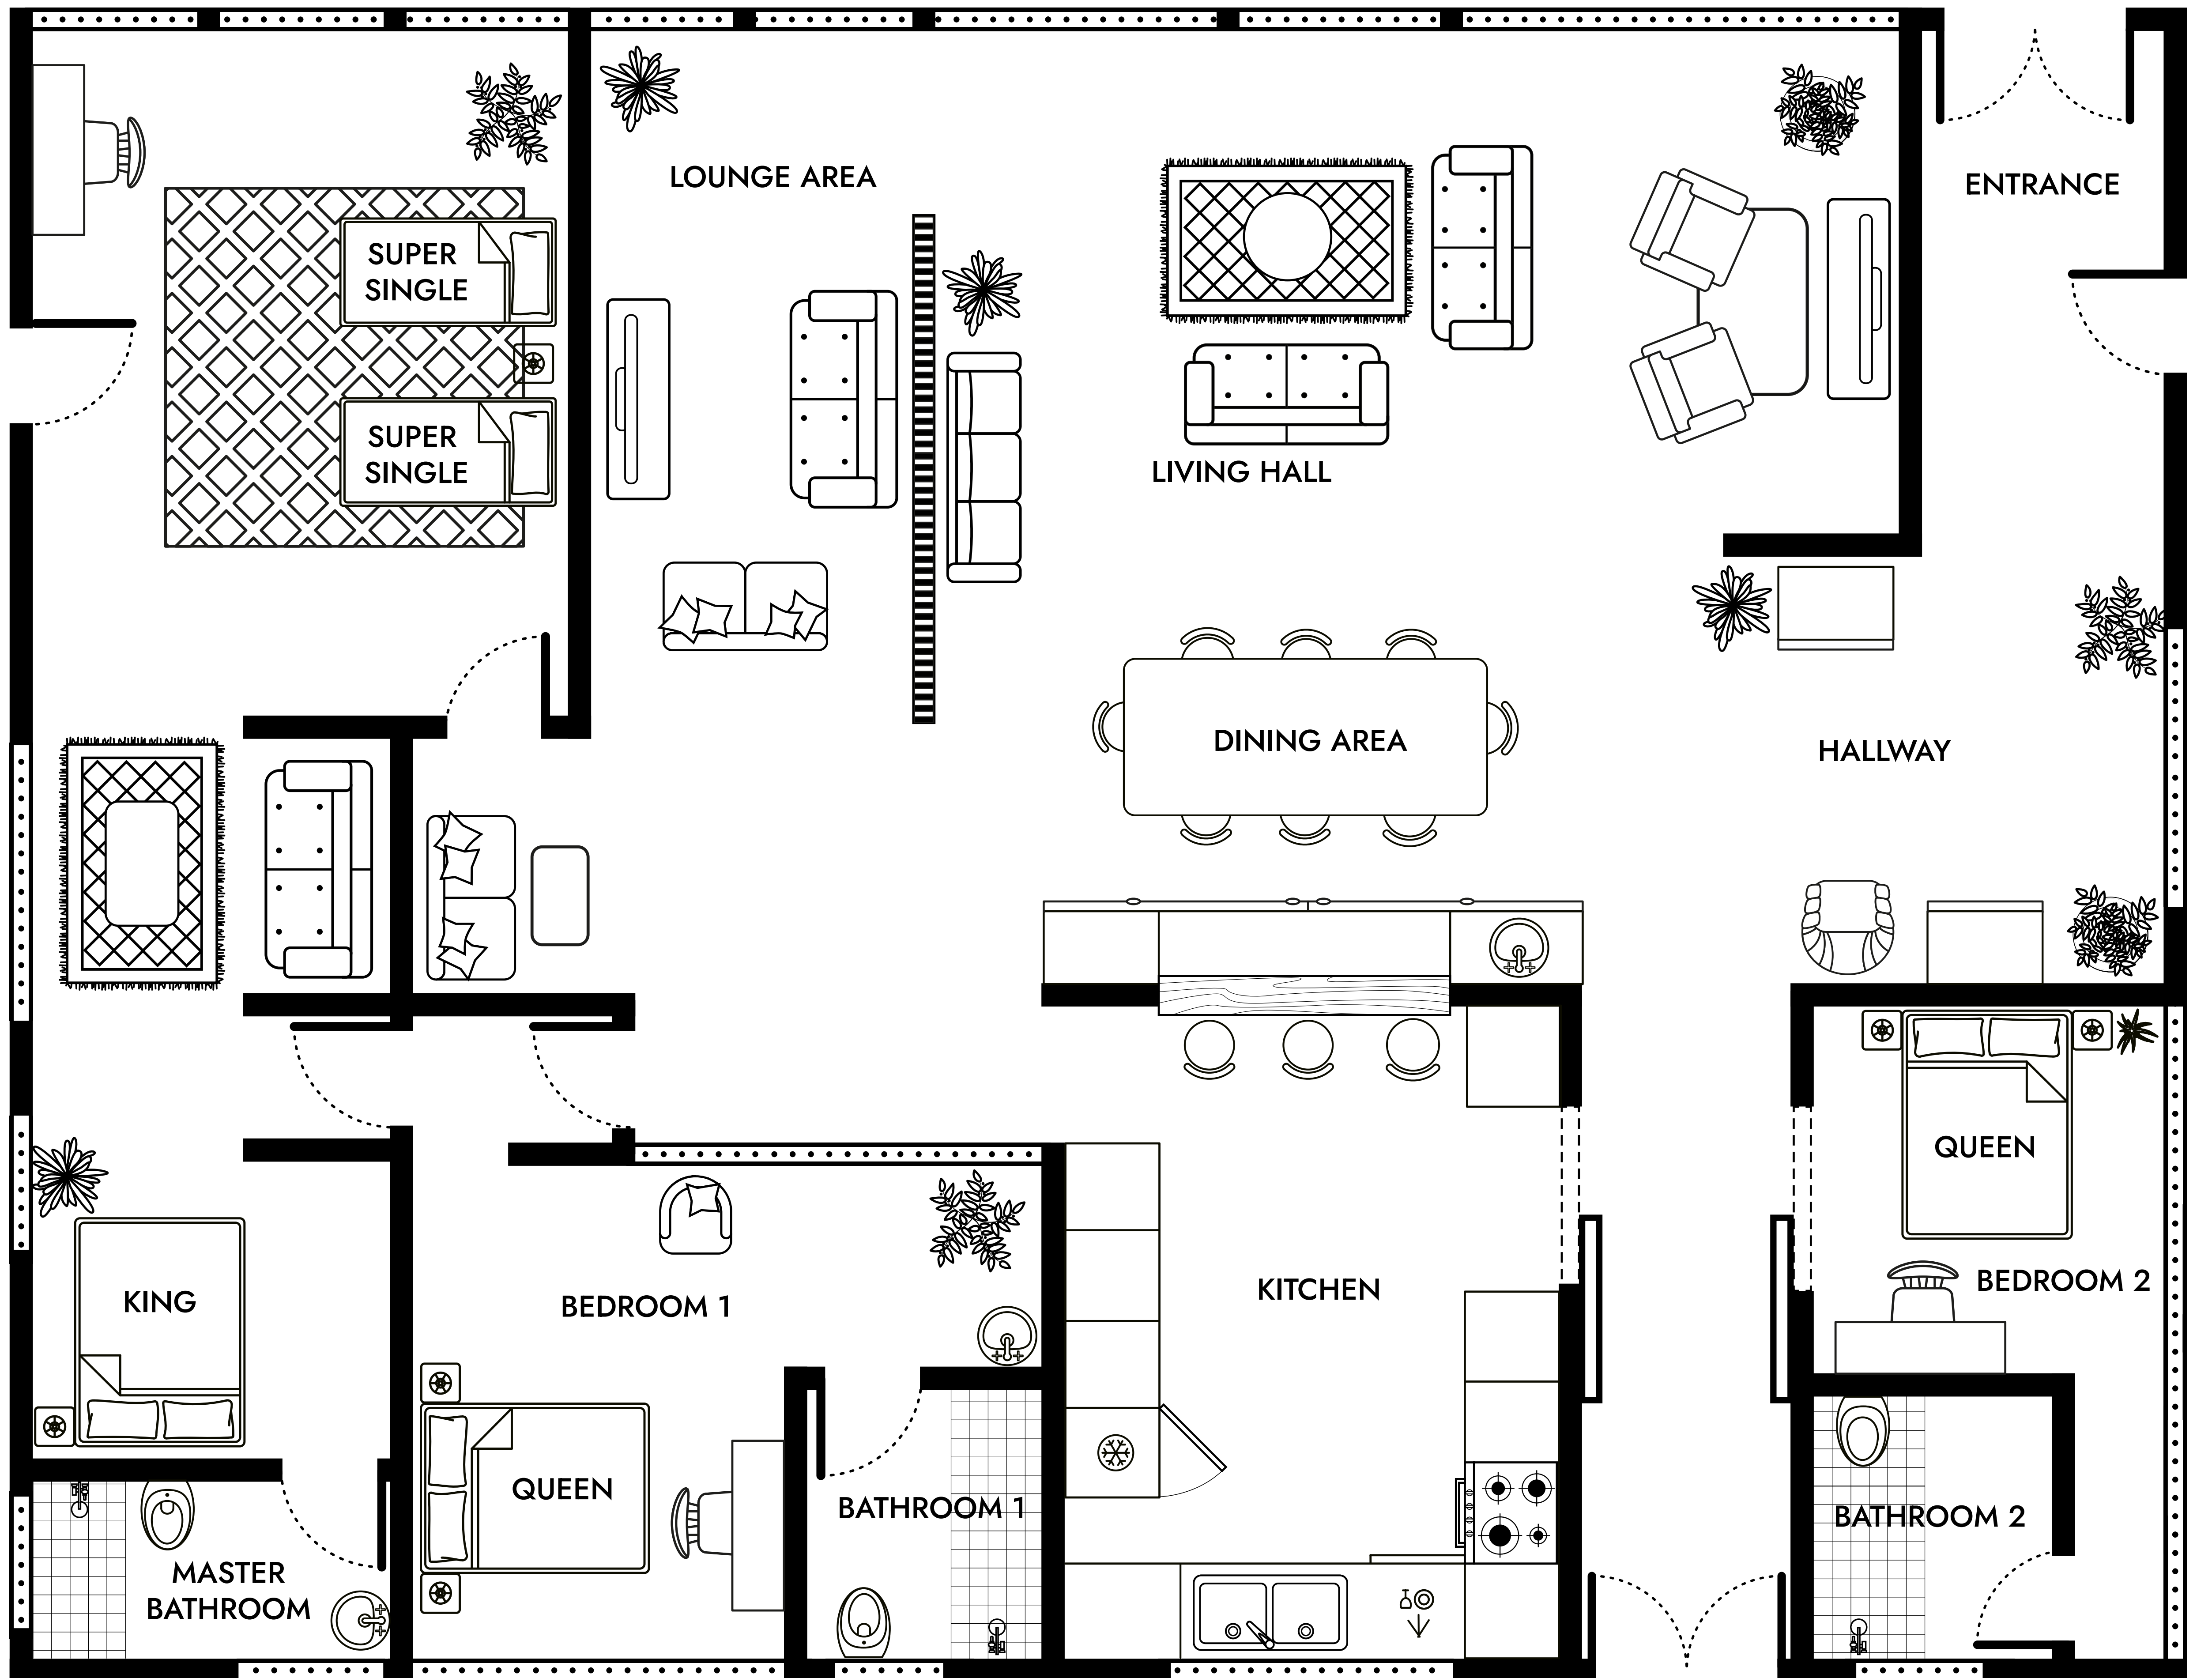 LOUNGE AREA
ENTRANCE
SUPER
SINGLE
SUPER
SINGLE
LIVING HALL
DINING AREA
HALLWAY
QUEEN
BEDROOM 2
KITCHEN
KING
BEDROOM 1
QUEEN
BATHROOM 1
BATHROOM 2
MASTER
BATHROOM